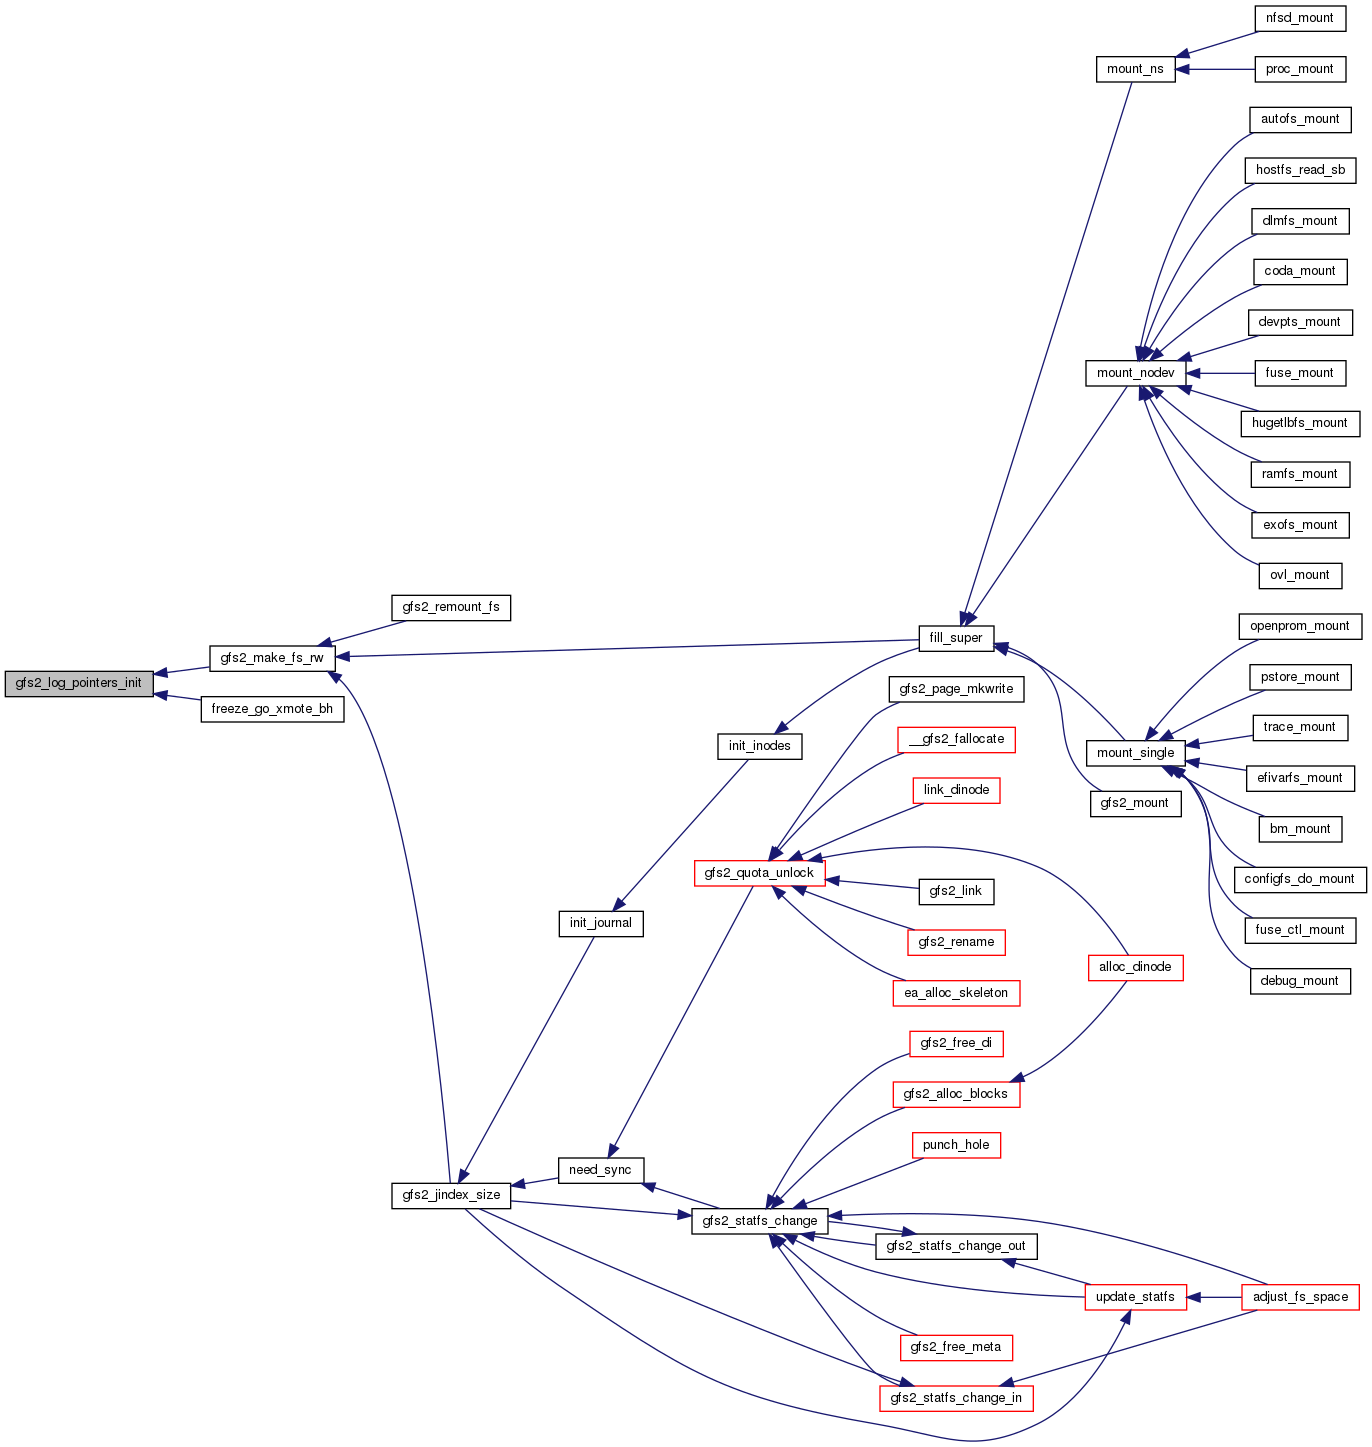 nfsd_mount
mount_ns
proc_mount
autofs_mount
hostfs_read_sb
dlmfs_mount
coda_mount
devpts_mount
mount_nodev
fuse_mount
hugetlbfs_mount
ramfs_mount
exofs_mount
ovl_mount
gfs2_remount_fs
openprom_mount
fill_super
gfs2_make_fs_rw
pstore_mount
gfs2_log_pointers_init
gfs2_page_mkwrite
freeze_go_xmote_bh
trace_mount
__gfs2_fallocate
init_inodes
mount_single
efivarfs_mount
link_dinode
gfs2_mount
bm_mount
gfs2_quota_unlock
configfs_do_mount
gfs2_link
init_journal
fuse_ctl_mount
gfs2_rename
alloc_dinode
debug_mount
ea_alloc_skeleton
gfs2_free_di
gfs2_alloc_blocks
punch_hole
need_sync
gfs2_jindex_size
gfs2_statfs_change
gfs2_statfs_change_out
update_statfs
adjust_fs_space
gfs2_free_meta
gfs2_statfs_change_in